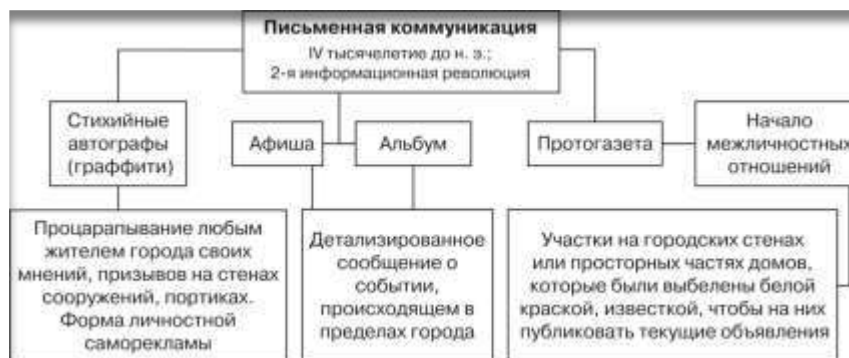 Письменная коммуникация
IV тысячелетие до н. э.;
2-я информационная революция
Стихийные
автографы
(граффити)
Афиша
Альбом
Протогазета
Начало
межличностных
отношений
Процарапывание любым
жителем города своих
мнений, призывов на стенах
сооружений, портиках.
Форма личностной
саморекламы
Детализированное
сообщение о
событии,
происходящем в
пределах города
Участки на городских стенах
или просторных частях домов,
которые были выбелены белой
краской, известкой, чтобы на них
публиковать текущие объявления